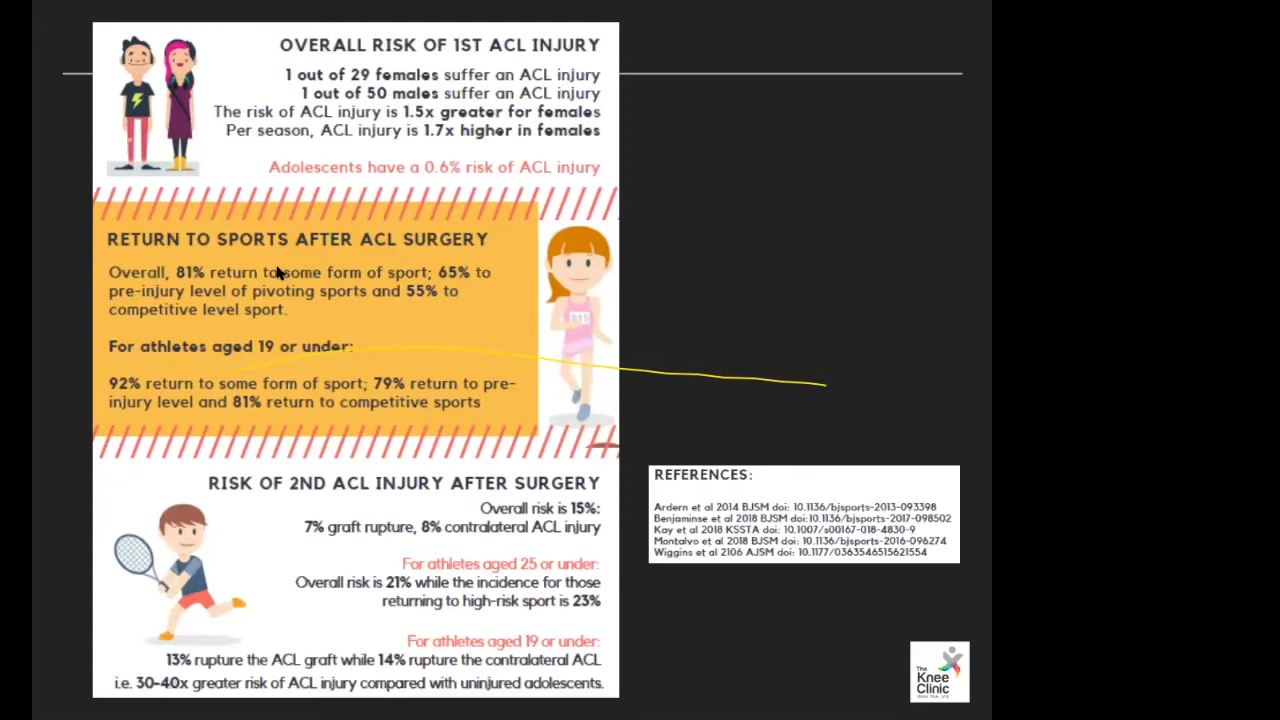 OVERALL RISK OF 1ST ACL INJURY
1 out of 29 females suffer an ACL injury
1 out of 50 males suffer an ACL injury
The risk of ACL injury is 1.5x greater for females
Per season, ACL injury is 1.7x higher in females
Adolescents have a 0.6% risk of ACL injury
RETURN TO SPORTS AFTER ACL SURGERY
Overall, 81% return to some form of sport; 65% to
pre-injury level of pivoting sports and 55% to
competitive level sport.
For athletes aged 19 or under:
92% return to some form of sport; 79% return to pre-
injury level and 81% return to competitive sports
RISK OF 2ND ACL INJURY AFTER SURGERY
Overall risk is 15%:
7% graft rupture, 8% contralateral ACL injury
For athletes aged 25 or under:
Overall risk is 21% while the incidence for those
returning to high-risk sport is 23%
For athletes aged 19 or under:
13% rupture the ACL graft while 14% rupture the contralateral ACL
i.e. 30-40x greater risk of ACL injury compared with uninjured adolescents.
REFERENCES:
Ardern et al 2014 BJSM doi: 10.1136/bjsports-2013-093398
Benjaminse et al 2018 BJSM doi:10.1136/bjsports-2017-098502
Kay et al 2018 KSSTA doi: 10.1007/s00167-018-4830-9
Montalvo et al 2018 BJSM doi: 10.1136/bjsports-2016-096274
Wiggins et al 2106 AJSM doi: 10.1177/0363546515621554
The
Knee
Clinic